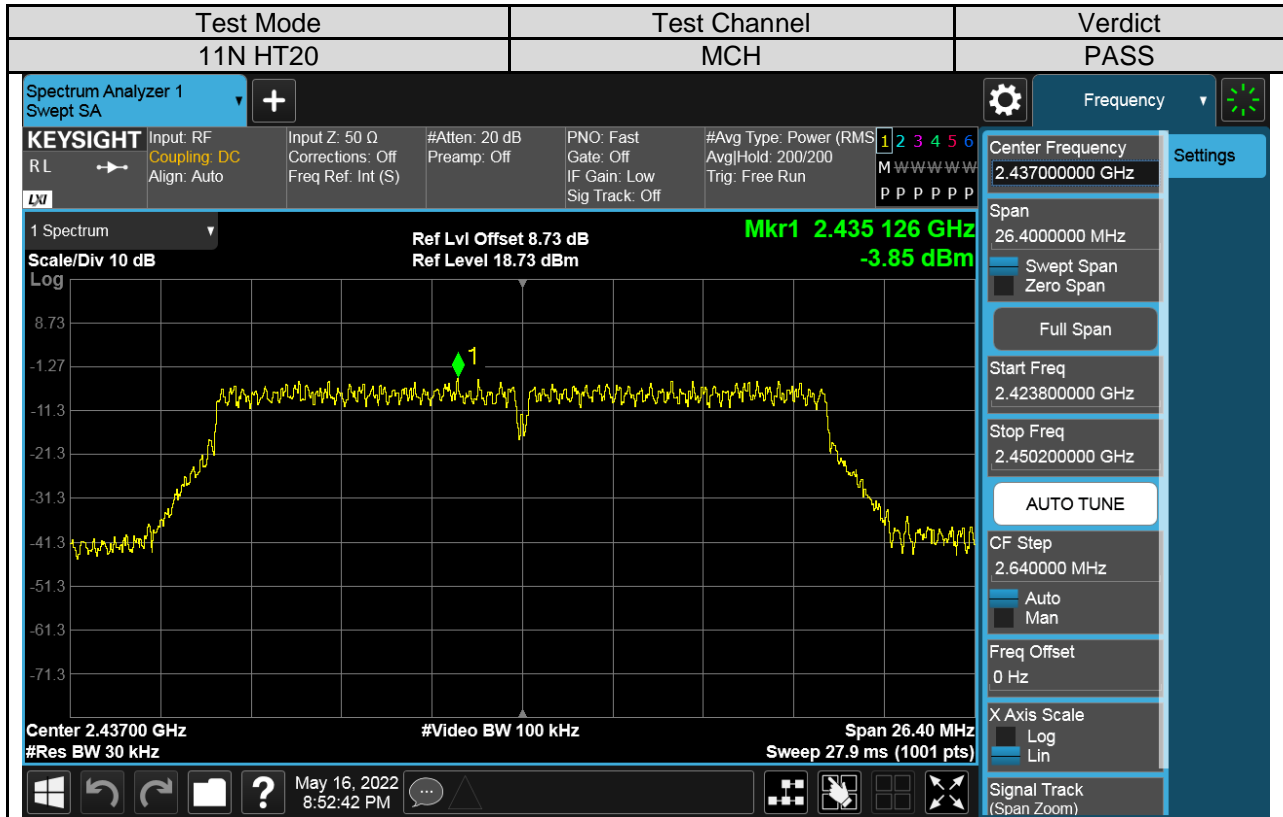 Test Mode Test Channel Verdict
11N HT20 MCH PASS
Spectrum Analyzer 1
Swept SA
+
Frequency
KEYSIGHT
RL
LXI
Input: RF
Coupling: DC
Align: Auto
Input Z: 50 Ω
Corrections: Off
Freq Ref: Int (S)
#Atten: 20 dB
Preamp: Off
PNO: Fast
Gate: Off
IF Gain: Low
Sig Track: Off
#Avg Type: Power (RMS
Avg|Hold: 200/200
Trig: Free Run
1 2 3 4 5 6
M W W W W W
P P P P P P
1 Spectrum
Scale/Div 10 dB
Ref Lvl Offset 8.73 dB
Ref Level 18.73 dBm
Mkr1 2.435 126 GHz
-3.85 dBm
Log
8.73
-1.27
-11.3
-21.3
-31.3
-41.3
-51.3
-61.3
-71.3
1
Center 2.43700 GHz
#Res BW 30 kHz
#Video BW 100 kHz
Span 26.40 MHz
Sweep 27.9 ms (1001 pts)
Center Frequency
2.437000000 GHz
Settings
Span
26.4000000 MHz
Swept Span
Zero Span
Full Span
Start Freq
2.423800000 GHz
Stop Freq
2.450200000 GHz
AUTO TUNE
CF Step
2.640000 MHz
Auto
Man
Freq Offset
0 Hz
X Axis Scale
Log
Lin
Signal Track
(Span Zoom)
?
May 16, 2022
8:52:42 PM